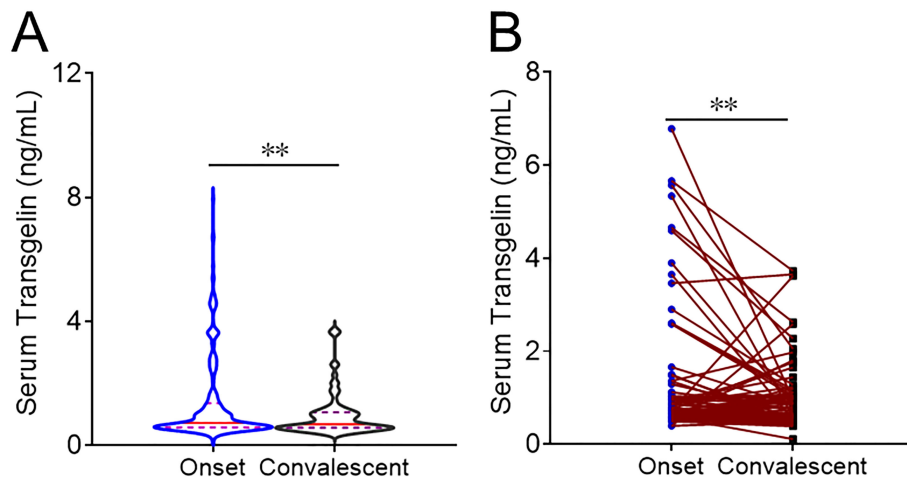 A
Serum Transgelin (ng/mL)
12
8
4
0
**
Onset
Convalescent
B
Serum Transgelin (ng/mL)
8
6
4
2
0
**
Onset
Convalescent